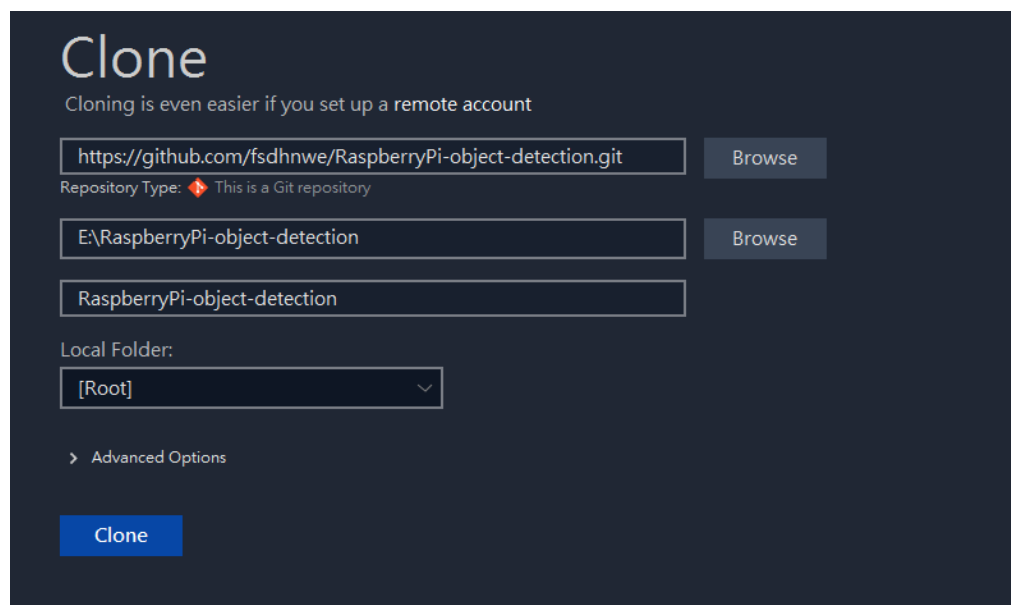 Clone
Cloning is even easier if you set up a remote account
https://github.com/fsdhnwe/RaspberryPi-object-detection.git
Browse
Repository Type: This is a Git repository
E:\RaspberryPi-object-detection
Browse
RaspberryPi-object-detection
Local Folder:
[Root]
Advanced Options
Clone